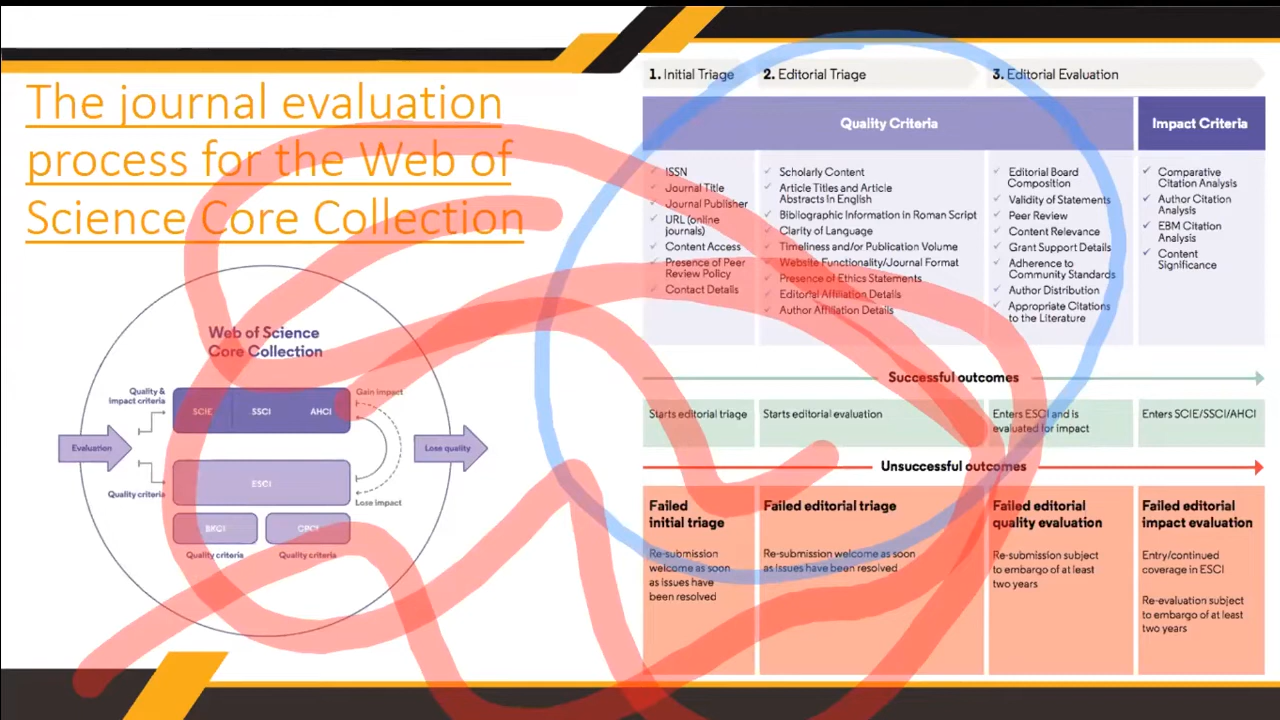 The journal evaluation
process for the Web of
Science Core Collection
Web of Science
Core Collection
Quality &
impact criteria
SCIE
SSCI
AHCI
Gain impact
Evaluation
Lose quality
Quality criteria
ESCI
Lose impact
BKCI
CPCI
Quality criteria
Quality criteria
1. Initial Triage
2. Editorial Triage
3. Editorial Evaluation
Quality Criteria
Impact Criteria
ISSN
Journal Title
Journal Publisher
URL (online
journals)
Content Access
Presence of Peer
Review Policy
Contact Details
Scholarly Content
Article Titles and Article
Abstracts in English
Bibliographic Information in Roman Script
Clarity of Language
Timeliness and/or Publication Volume
Website Functionality/Journal Format
Presence of Ethics Statements
Editorial Affiliation Details
Author Affiliation Details
Editorial Board
Composition
Validity of Statements
Peer Review
Content Relevance
Grant Support Details
Adherence to
Community Standards
Author Distribution
Appropriate Citations
to the Literature
Comparative
Citation Analysis
Author Citation
Analysis
EBM Citation
Analysis
Content
Significance
Successful outcomes
Starts editorial triage
Starts editorial evaluation
Enters ESCI and is
evaluated for impact
Enters SCIE/SSCI/AHCI
Unsuccessful outcomes
Failed
initial triage
Re-submission
welcome as soon
as issues have
been resolved
Failed editorial triage
Re-submission welcome as soon
as issues have been resolved
Failed editorial
quality evaluation
Re-submission subject
to embargo of at least
two years
Failed editorial
impact evaluation
Entry/continued
coverage in ESCI
Re-evaluation subject
to embargo of at least
two years